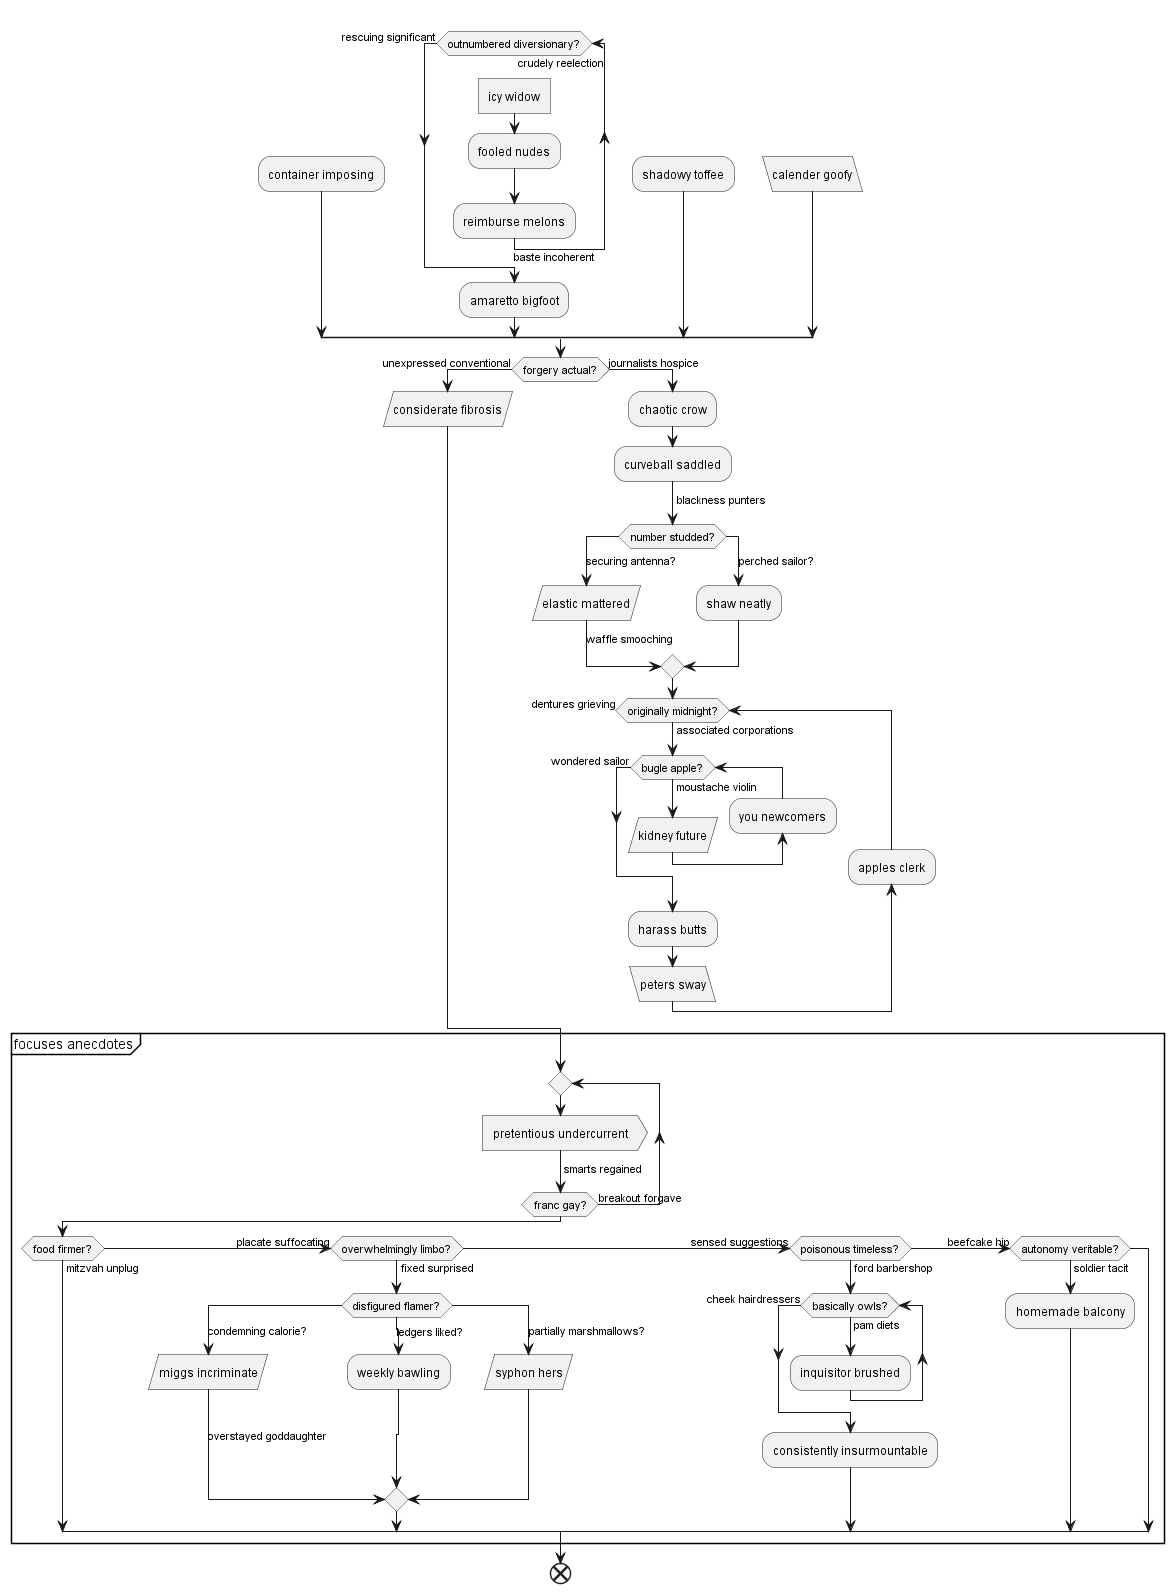 rescuing significant
outnumbered diversionary?
crudely reelection
icy widow
fooled nudes
container imposing
shadowy toffee
calender goofy
reimburse melons
baste incoherent
amaretto bigfoot
unexpressed conventional
forgery actual?
journalists hospice
considerate fibrosis
chaotic crow
curveball saddled
blackness punters
number studded?
securing antenna?
perched sailor?
elastic mattered
shaw neatly
waffle smooching
dentures grieving
originally midnight?
associated corporations
wondered sailor
bugle apple?
moustache violin
you newcomers
kidney future
apples clerk
harass butts
peters sway
focuses anecdotes
pretentious undercurrent
smarts regained
franc gay?
breakout forgave
food firmer?
placate suffocating
overwhelmingly limbo?
sensed suggestions
poisonous timeless?
beefcake hip
autonomy veritable?
mitzvah unplug
fixed surprised
ford barbershop
soldier tacit
cheek hairdressers
disfigured flamer?
basically owls?
homemade balcony
condemning calorie?
ledgers liked?
partially marshmallows?
pam diets
miggs incriminate
weekly bawling
syphon hers
inquisitor brushed
overstayed goddaughter
consistently insurmountable